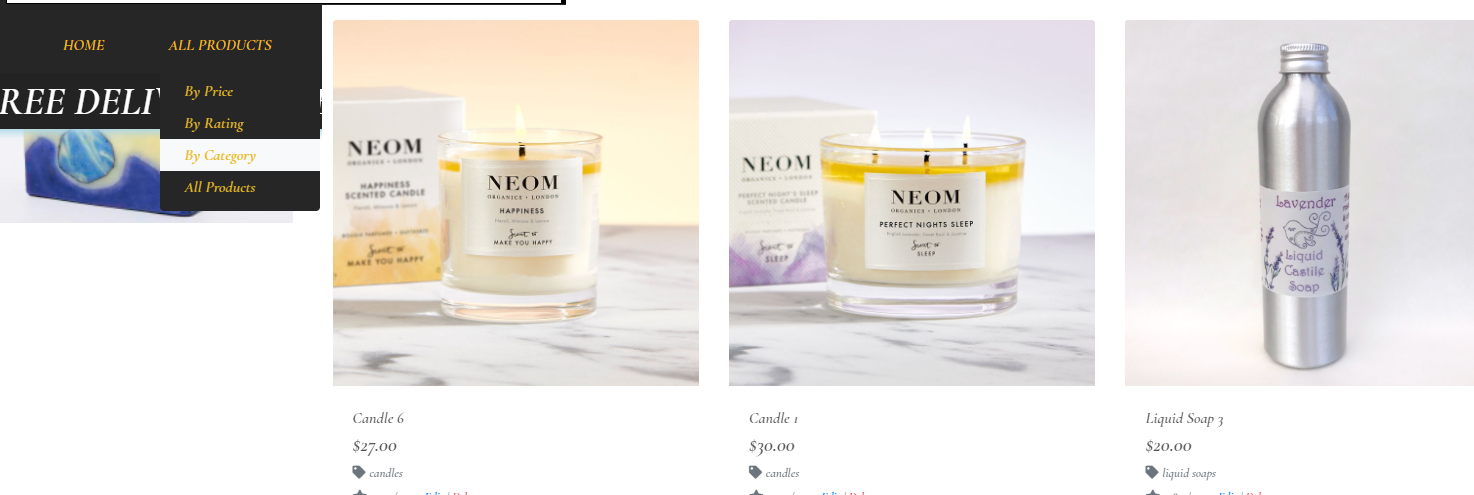 HOME
ALL PRODUCTS
By Price
By Rating
By Category
All Products
REE DELIV
NEOM
ORGANICS • LONDON
HAPPINESS
SCENTED CANDLE
Scent to
MAKE YOU HAPPY
NEOM
ORGANICS • LONDON
HAPPINESS
Scent to
MAKE YOU HAPPY
NEOM
ORGANICS • LONDON
PERFECT NIGHT'S SLEEP
SCENTED CANDLE
Scent to
SLEEP
NEOM
ORGANICS • LONDON
PERFECT NIGHTS SLEEP
Scent to
SLEEP
Lavender
Liquid
Castile
Soap
Candle 6
$27.00
candles
Candle 1
$30.00
candles
Liquid Soap 3
$20.00
liquid soaps